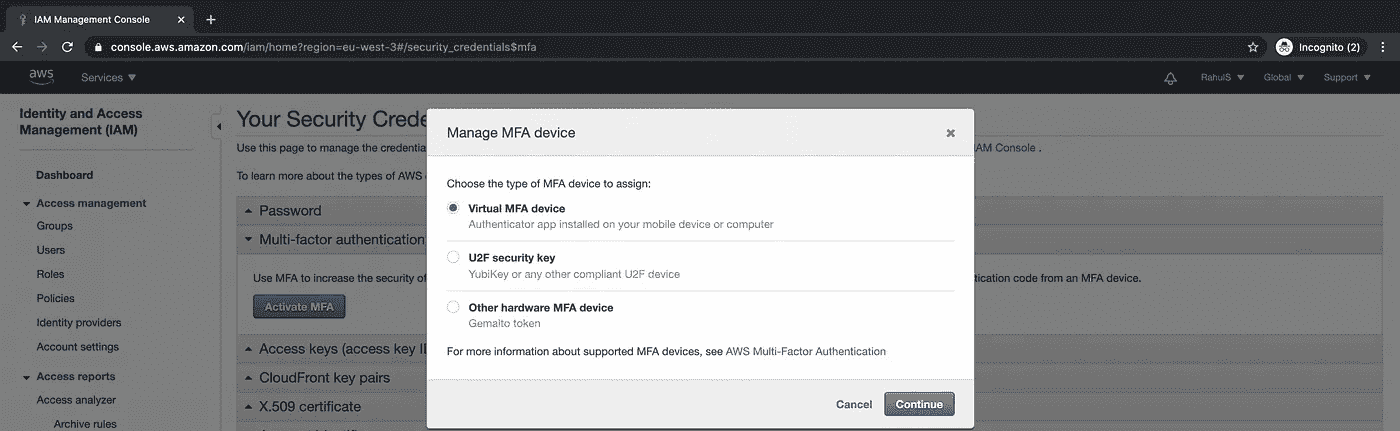 IAM Management Console
console.aws.amazon.com/iam/home?region=eu-west-3#/security_credentials$mfa
Incognito (2)
aws
Services
RahulS
Global
Support
Identity and Access
Management (IAM)
Dashboard
Access management
Groups
Users
Roles
Policies
Identity providers
Account settings
Access reports
Access analyzer
Archive rules
Your Security Crede
Use this page to manage the credentia
IAM Console .
To learn more about the types of AWS
Password
Multi-factor authentication
Use MFA to increase the security of
tication code from an MFA device.
Activate MFA
Access keys (access key ID
CloudFront key pairs
X.509 certificate
Manage MFA device
Choose the type of MFA device to assign:
Virtual MFA device
Authenticator app installed on your mobile device or computer
U2F security key
YubiKey or any other compliant U2F device
Other hardware MFA device
Gemalto token
For more information about supported MFA devices, see AWS Multi-Factor Authentication
Cancel
Continue